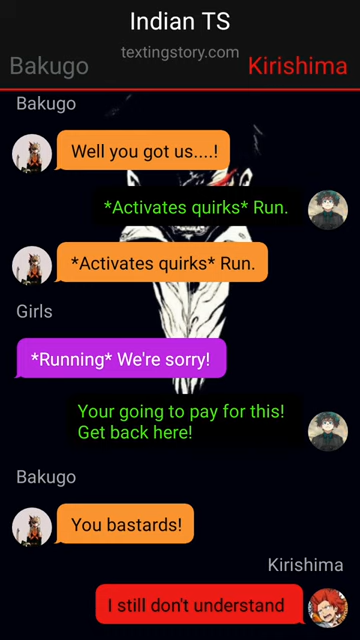 Indian TS
textingstory.com
Bakugo
Kirishima
Bakugo
Well you got us....!
*Activates quirks* Run.
*Activates quirks* Run.
Girls
*Running* We're sorry!
Your going to pay for this!
Get back here!
Bakugo
You bastards!
Kirishima
I still don't understand